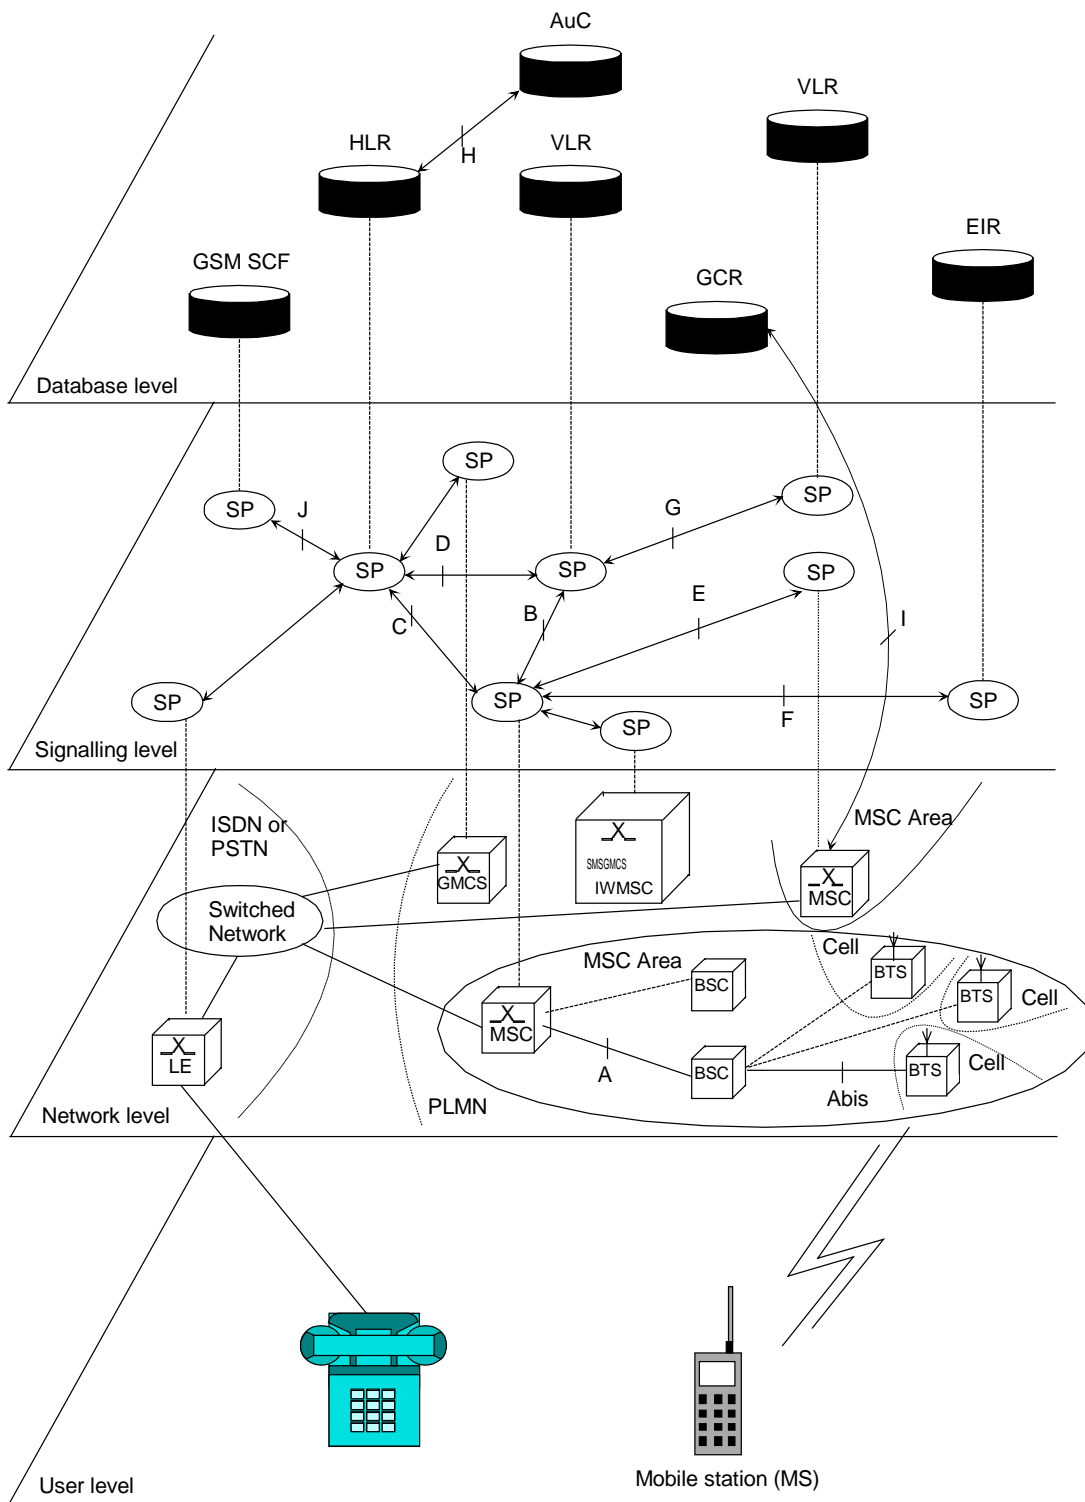 AuC
VLR
HLR
VLR
H
EIR
GSM SCF
GCR
Database level
SP
SP
SP
J
G
D
SP
SP
SP
E
B
I
C
SP
SP
SP
F
SP
Signalling level
ISDN or
PSTN
MSC Area
SMSGMCS
GMCS
IWMSC
MSC
Switched
Network
Cell
MSC Area
BTS
BSC
BTS
Cell
MSC
LE
A
BSC
BTS
Cell
Abis
PLMN
Network level
Mobile station (MS)
User level